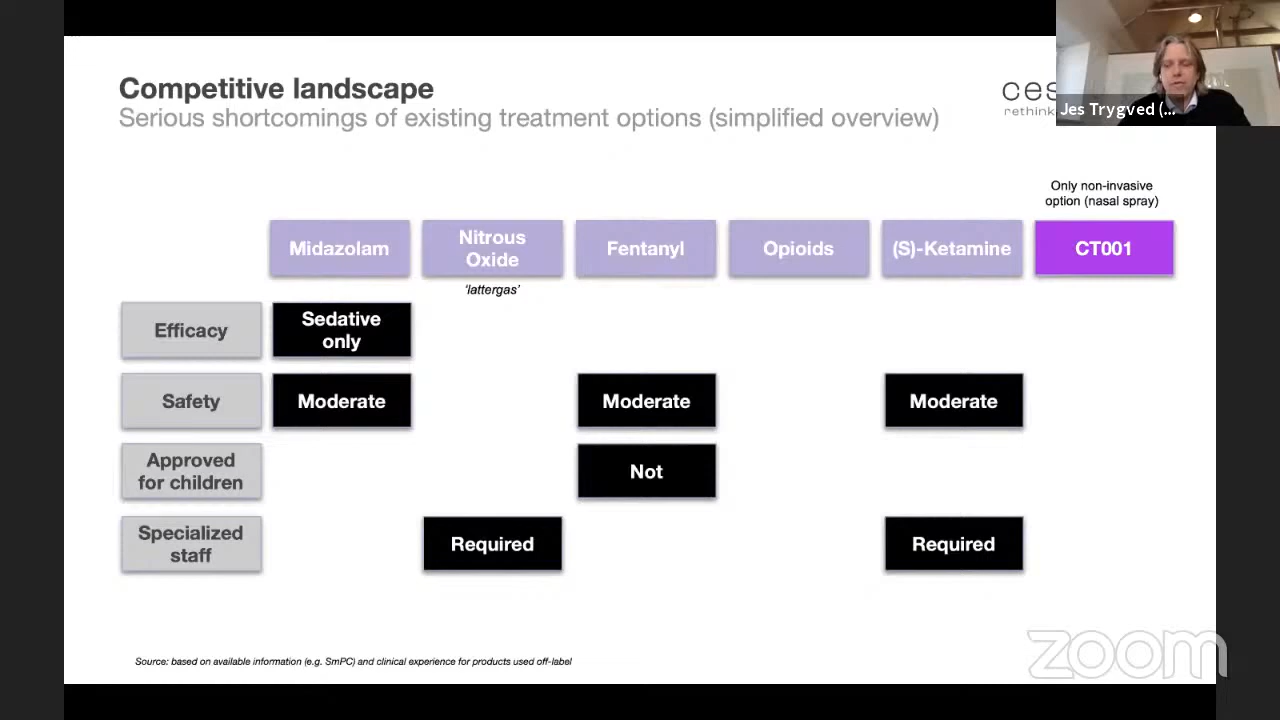 Competitive landscape
Serious shortcomings of existing treatment options (simplified overview)
ces
rethink
Jes Trygved (...
Only non-invasive
option (nasal spray)
Midazolam
Nitrous
Oxide
Fentanyl
Opioids
(S)-Ketamine
CT001
'lattergas'
Efficacy
Sedative
only
Safety
Moderate
Moderate
Moderate
Approved
for children
Not
Specialized
staff
Required
Required
Source: based on available information (e.g. SmPC) and clinical experience for products used off-label
zoom